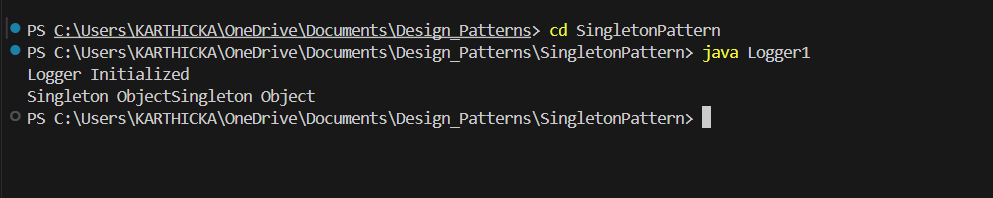 PS C:\Users\KARTHICKA\OneDrive\Documents\Design_Patterns> cd SingletonPattern
PS C:\Users\KARTHICKA\OneDrive\Documents\Design_Patterns\SingletonPattern> java Logger1
Logger Initialized
Singleton ObjectSingleton Object
PS C:\Users\KARTHICKA\OneDrive\Documents\Design_Patterns\SingletonPattern>